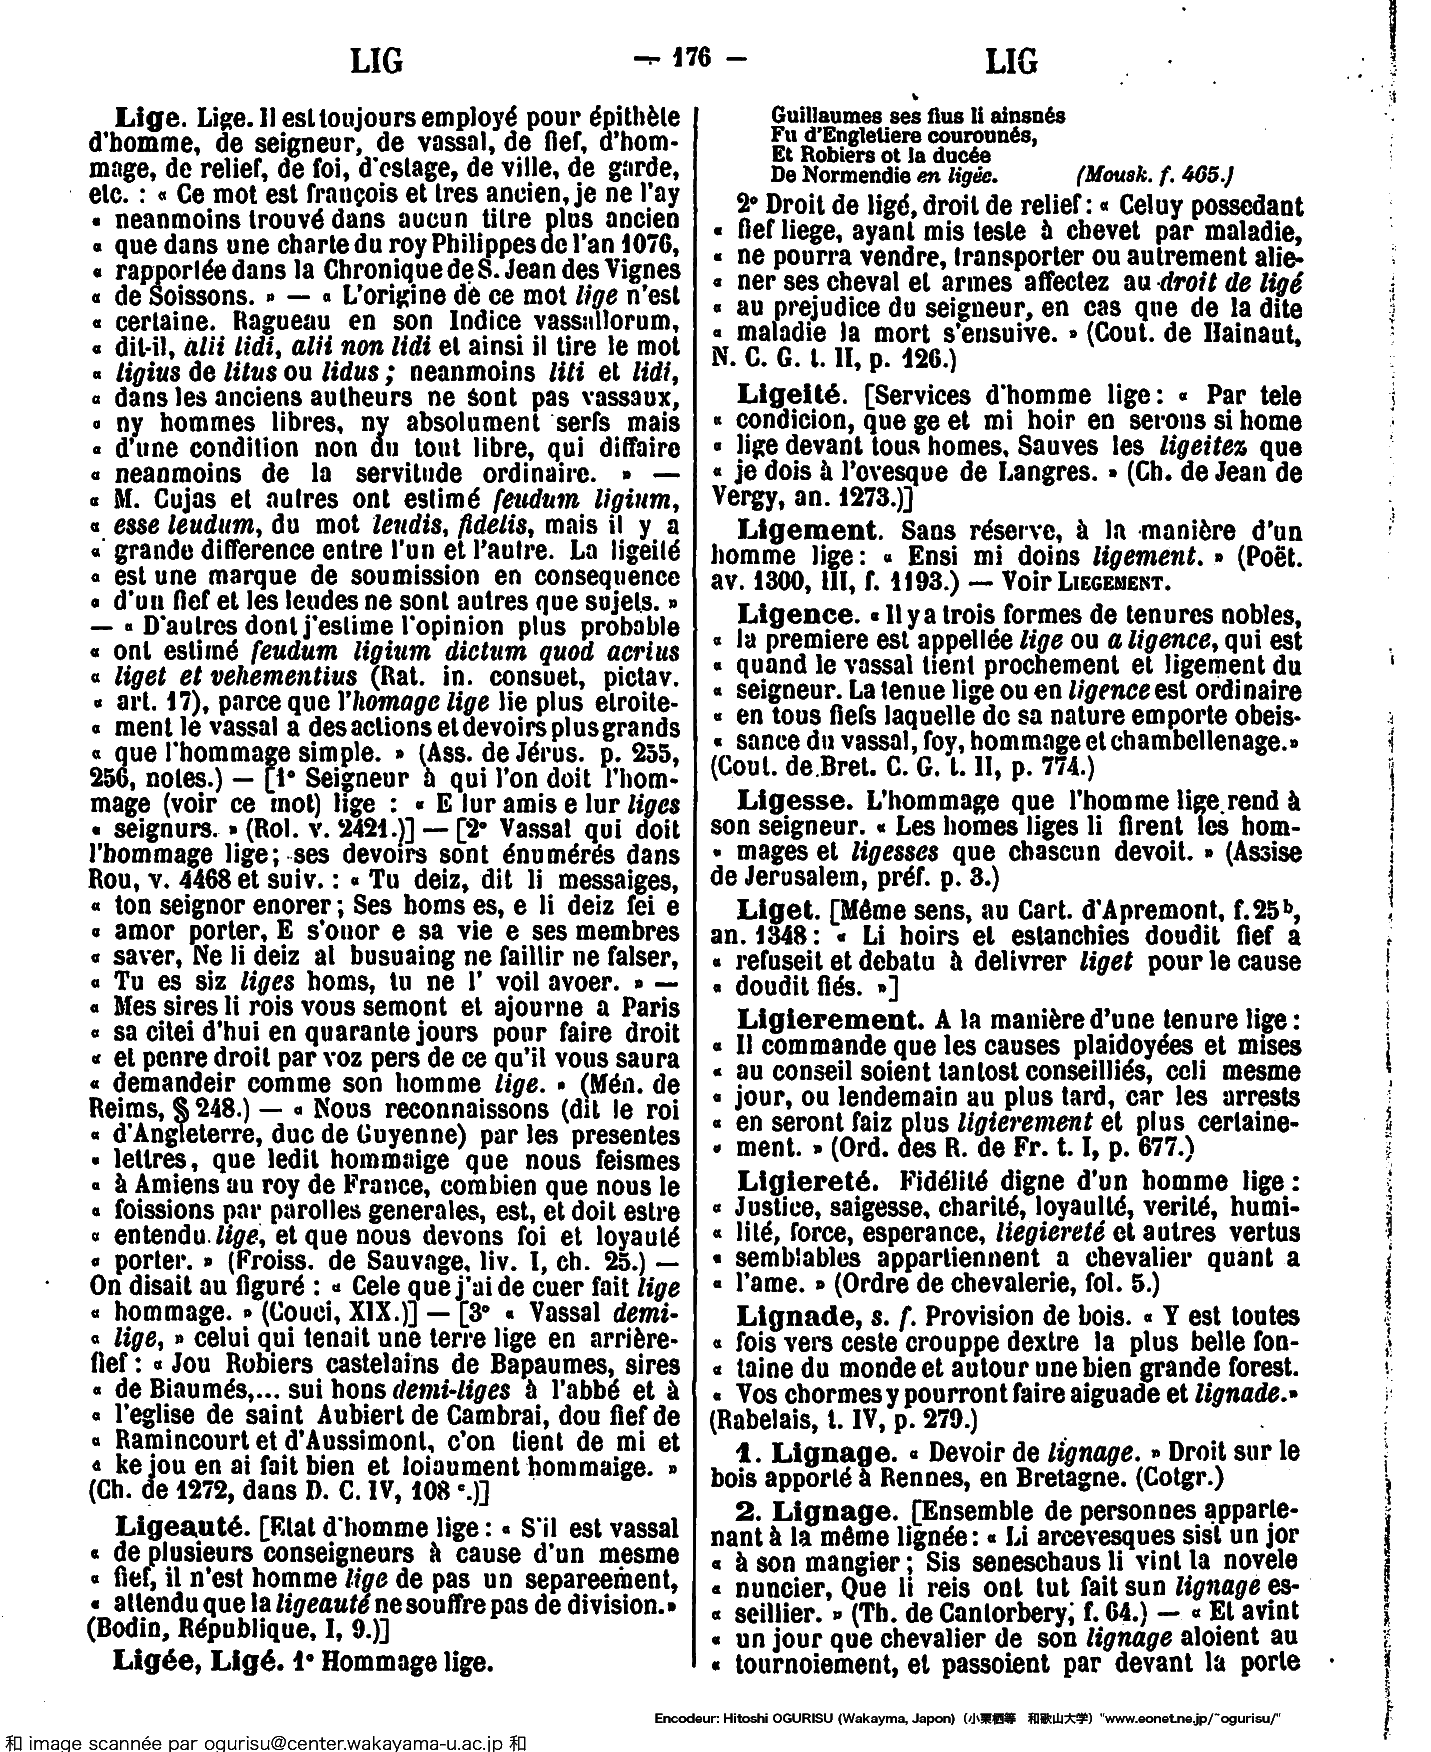 LIG
— 176 —
LIG
Lige. Lige. Il est toujours employé pour épithète
d'homme, de seigneur, de vassal, de fief, d'hom-
mage, de relief, de foi, d'estage, de ville, de garde,
etc. : « Ce mot est françois et tres ancien, je ne l'ay
« neanmoins trouvé dans aucun titre plus ancien
« que dans une charte du roy Philippes de l'an 1076,
« rapportée dans la Chronique de S. Jean des Vignes
« de Soissons. » — « L'origine de ce mot lige n'est
« certaine. Ragueau en son Indice vassallorum,
« dit-il, alii lidi, alii non lidi et ainsi il tire le mot
« ligius de litus ou lidus ; neanmoins liti et lidi,
« dans les anciens autheurs ne sont pas vassaux,
« ny hommes libres, ny absolument serfs mais
« d'une condition non du tout libre, qui diffaire
« neanmoins de la servitude ordinaire. » —
« M. Cujas et autres ont estimé feudum ligium,
« esse leudum, du mot leudis, fidelis, mais il y a
« grande difference entre l'un et l'autre. La ligeité
« est une marque de soumission en consequence
« d'un fief et les leudes ne sont autres que sujets. »
— « D'autres dont j'estime l'opinion plus probable
« ont estimé feudum ligium dictum quod acrius
« liget et vehementius (Rat. in. consuet, pictav.
« art. 17), parce que l'homage lige lie plus etroite-
« ment le vassal a des actions et devoirs plus grands
« que l'hommage simple. » (Ass. de Jérus. p. 255,
256, notes.) — [1° Seigneur à qui l'on doit l'hom-
mage (voir ce mot) lige : « E lur amis e lur liges
« seignurs. » (Rol. v. 2421.)] — [2° Vassal qui doit
l'hommage lige ; ses devoirs sont énumérés dans
Rou, v. 4468 et suiv. : « Tu deiz, dit li messaiges,
« ton seignor enorer ; Ses homs es, e li deiz fei e
« amor porter, E s'onor e sa vie e ses membres
« saver, Ne li deiz al busuaing ne faillir ne falser,
« Tu es siz liges homs, tu ne l' voil avoer. » —
« Mes sires li rois vous semont et ajourne a Paris
« sa citei d'hui en quarante jours pour faire droit
« et penre droit par voz pers de ce qu'il vous saura
« demandeir comme son homme lige. » (Mén. de
Reims, § 248.) — « Nous reconnaissons (dit le roi
« d'Angleterre, duc de Guyenne) par les presentes
« lettres, que ledit hommaige que nous feismes
« à Amiens au roy de France, combien que nous le
« foissions par parolles generales, est, et doit estre
« entendu lige, et que nous devons foi et loyauté
« porter. » (Froiss. de Sauvage, liv. I, ch. 25.) —
On disait au figuré : « Cele que j'ai de cuer fait lige
« hommage. » (Couci, XIX.)] — [3° « Vassal demi-
« lige, » celui qui tenait une terre lige en arrière-
fief : « Jou Robiers castelains de Bapaumes, sires
« de Biaumés,... sui hons demi-liges à l'abbé et à
« l'eglise de saint Aubiert de Cambrai, dou fief de
« Ramincourt et d'Aussimont, c'on tient de mi et
« ke jou en ai fait bien et loiaument hommaige. »
(Ch. de 1272, dans D. C. IV, 108 c.)]
Ligeauté. [Etat d'homme lige : « S'il est vassal
« de plusieurs conseigneurs à cause d'un mesme
« fief, il n'est homme lige de pas un separeement,
« attendu que la ligeauté ne souffre pas de division. »
(Bodin, République, I, 9.)]
Ligée, Ligé. 1° Hommage lige.
Guillaumes ses fius li ainsnés
Fu d'Engletiere courounés,
Et Robiers ot la ducée
De Normendie en ligée. (Mousk. f. 465.)
2° Droit de ligé, droit de relief : « Celuy possedant
« fief liege, ayant mis teste à chevet par maladie,
« ne pourra vendre, transporter ou autrement alie-
« ner ses cheval et armes affectez au droit de ligé
« au prejudice du seigneur, en cas que de la dite
« maladie la mort s'ensuive. » (Cout. de Hainaut,
N. C. G. t. II, p. 126.)
Ligeité. [Services d'homme lige : « Par tele
« condicion, que ge et mi hoir en serons si home
« lige devant tous homes, Sauves les ligeitez que
« je dois à l'ovesque de Langres. » (Ch. de Jean de
Vergy, an. 1273.)]
Ligement. Sans réserve, à la manière d'un
homme lige : « Ensi mi doins ligement. » (Poët.
av. 1300, III, f. 1193.) — Voir LIEGEMENT.
Ligence. « Il y a trois formes de tenures nobles,
« la premiere est appellée lige ou a ligence, qui est
« quand le vassal tient prochement et ligement du
« seigneur. La tenue lige ou en ligence est ordinaire
« en tous fiefs laquelle de sa nature emporte obeis-
« sance du vassal, foy, hommage et chambellenage. »
(Cout. de Bret. C. G. t. II, p. 774.)
Ligesse. L'hommage que l'homme lige rend à
son seigneur. « Les homes liges li firent les hom-
« mages et ligesses que chascun devoit. » (Assise
de Jerusalem, préf. p. 3.)
Liget. [Même sens, au Cart. d'Apremont, f. 25 b,
an. 1348 : « Li hoirs et estanchies doudit fief a
« refuseit et debatu à delivrer liget pour le cause
« doudit fiés. »]
Ligierement. A la manière d'une tenure lige :
« Il commande que les causes plaidoyées et mises
« au conseil soient tantost conseilliés, celi mesme
« jour, ou lendemain au plus tard, car les arrests
« en seront faiz plus ligierement et plus certaine-
« ment. » (Ord. des R. de Fr. t. I, p. 677.)
Ligiereté. Fidélité digne d'un homme lige :
« Justice, saigesse, charité, loyaulté, verité, humi-
« lité, force, esperance, liegiereté et autres vertus
« semblables appartiennent a chevalier quant a
« l'ame. » (Ordre de chevalerie, fol. 5.)
Lignade, s. f. Provision de bois. « Y est toutes
« fois vers ceste crouppe dextre la plus belle fon-
« taine du monde et autour une bien grande forest.
« Vos chormes y pourront faire aiguade et lignade. »
(Rabelais, t. IV, p. 279.)
1. Lignage. « Devoir de lignage. » Droit sur le
bois apporté à Rennes, en Bretagne. (Cotgr.)
2. Lignage. [Ensemble de personnes apparte-
nant à la même lignée : « Li arcevesques sist un jor
« à son mangier ; Sis seneschaus li vint la novele
« nuncier, Que li reis ont tut fait sun lignage es-
« seillier. » (Th. de Cantorbery, f. 64.) — « Et avint
« un jour que chevalier de son lignage aloient au
« tournoiement, et passoient par devant la porte
Encodeur: Hitoshi OGURISU (Wakayma, Japon) (小栗栖等 和歌山大学) "www.eonet.ne.jp/~ogurisu/"
和 image scannée par ogurisu@center.wakayama-u.ac.jp 和